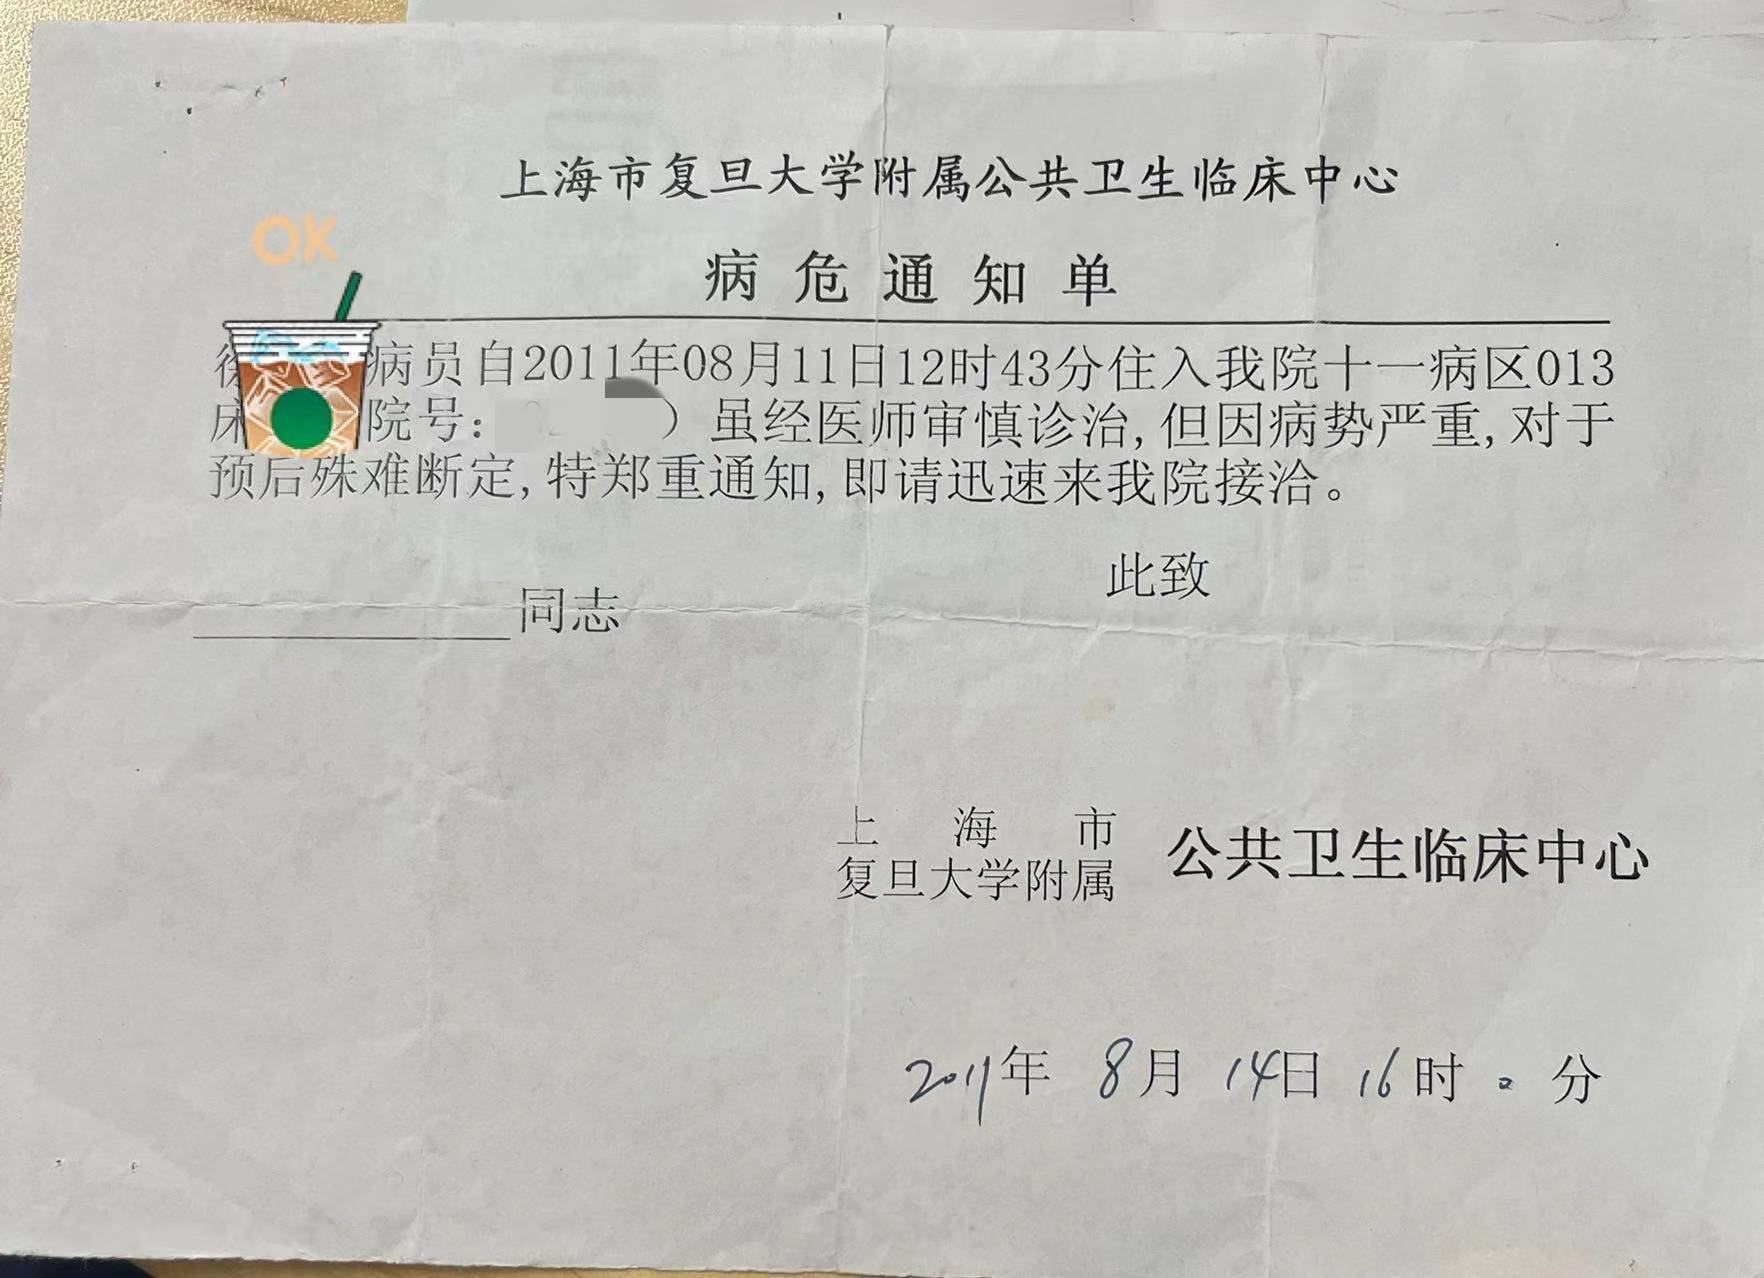 上海市复旦大学附属公共卫生临床中心
OK
病危通知单
病员自2011年08月11日12时43分住入我院十一病区013
床 院号: ）虽经医师审慎诊治,但因病势严重,对于
预后殊难断定,特郑重通知,即请迅速来我院接洽。
此致
同志
上海市
复旦大学附属 公共卫生临床中心
2011年 8月 14日 16时 0分